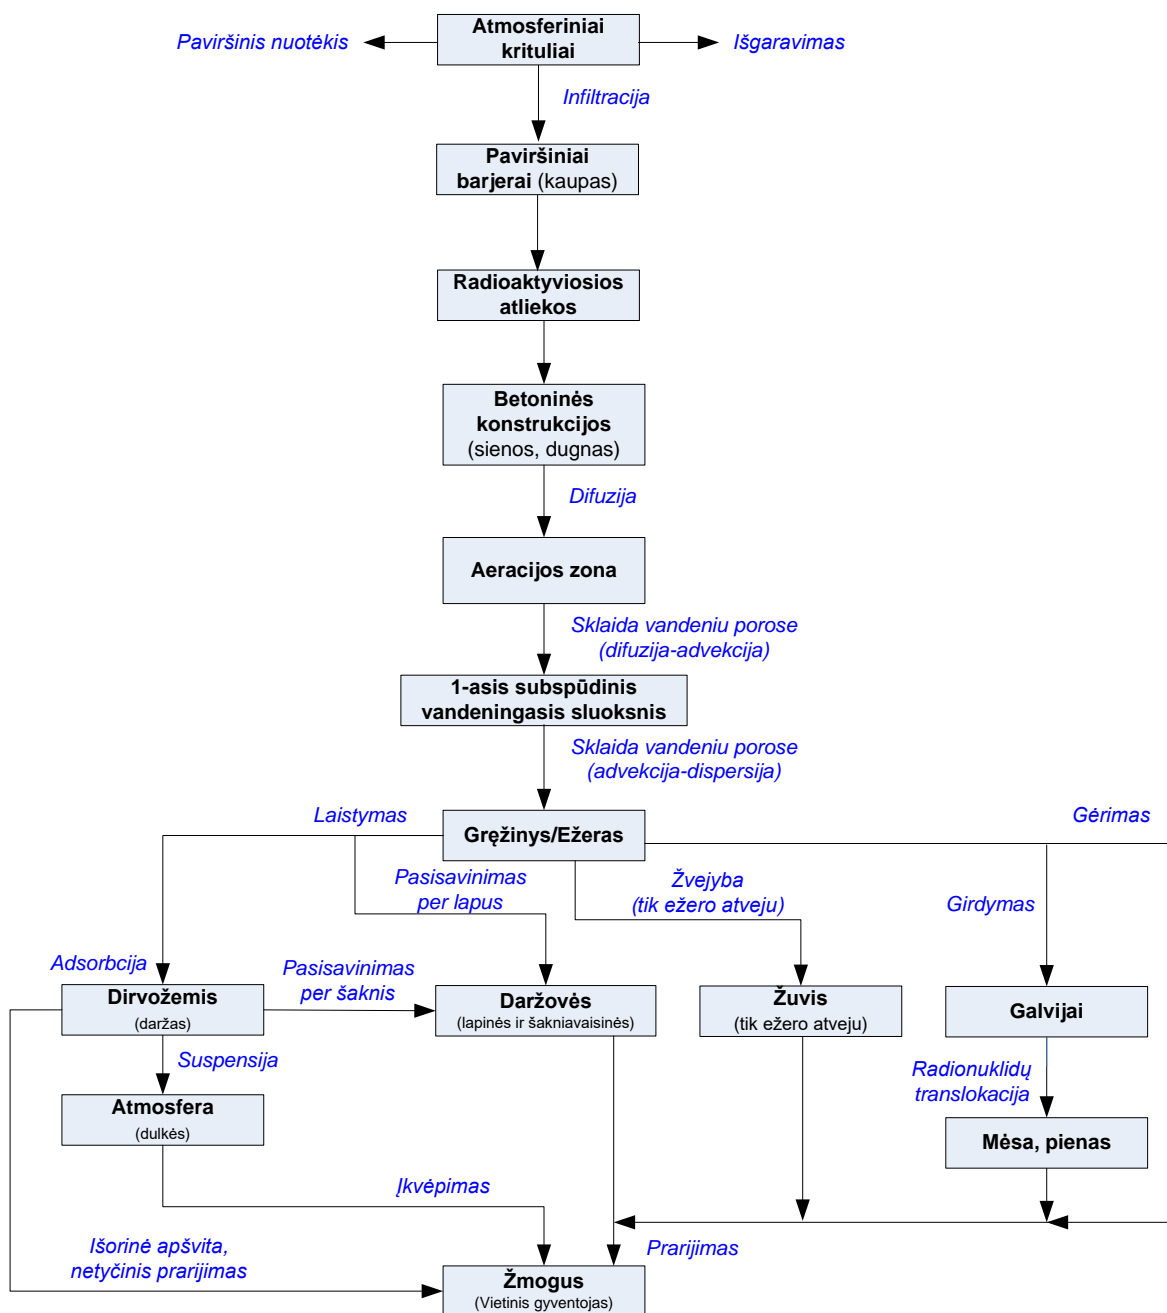 Atmosferiniai
krituliai
Paviršinis nuotėkis
Išgaravimas
Infiltracija
Paviršiniai
barjerai (kaupas)
Radioaktyviosios
atliekos
Betoninės
konstrukcijos
(sienos, dugnas)
Difuzija
Aeracijos zona
Sklaida vandeniu porose
(difuzija-advekcija)
1-asis subspūdinis
vandeningasis sluoksnis
Sklaida vandeniu porose
(advekcija-dispersija)
Laistymas
Gręžinys/Ežeras
Gėrimas
Pasisavinimas
per lapus
Žvejyba
(tik ežero atveju)
Girdymas
Adsorbcija
Pasisavinimas
per šaknis
Dirvožemis
(daržas)
Daržovės
(lapinės ir šakniavaisinės)
Žuvis
(tik ežero atveju)
Galvijai
Suspensija
Radionuklidų
translokacija
Atmosfera
(dulkės)
Mėsa, pienas
Įkvėpimas
Išorinė apšvita,
netyčinis prarijimas
Prarijimas
Žmogus
(Vietinis gyventojas)